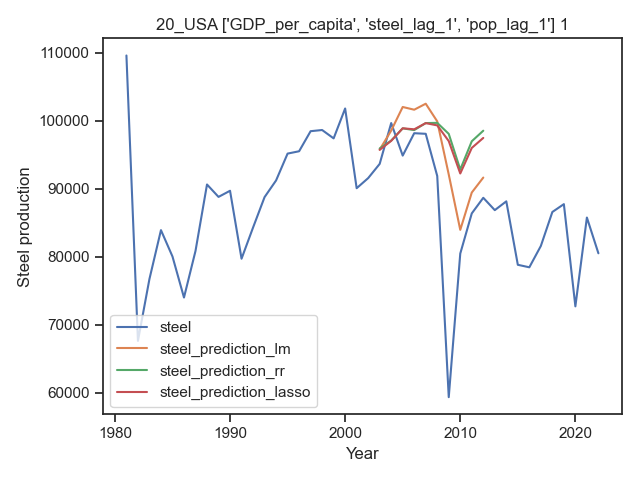 20_USA ['GDP_per_capita', 'steel_lag_1', 'pop_lag_1'] 1
110000
100000
90000
80000
70000
60000
Steel production
steel
steel_prediction_lm
steel_prediction_rr
steel_prediction_lasso
1980
1990
2000
2010
2020
Year